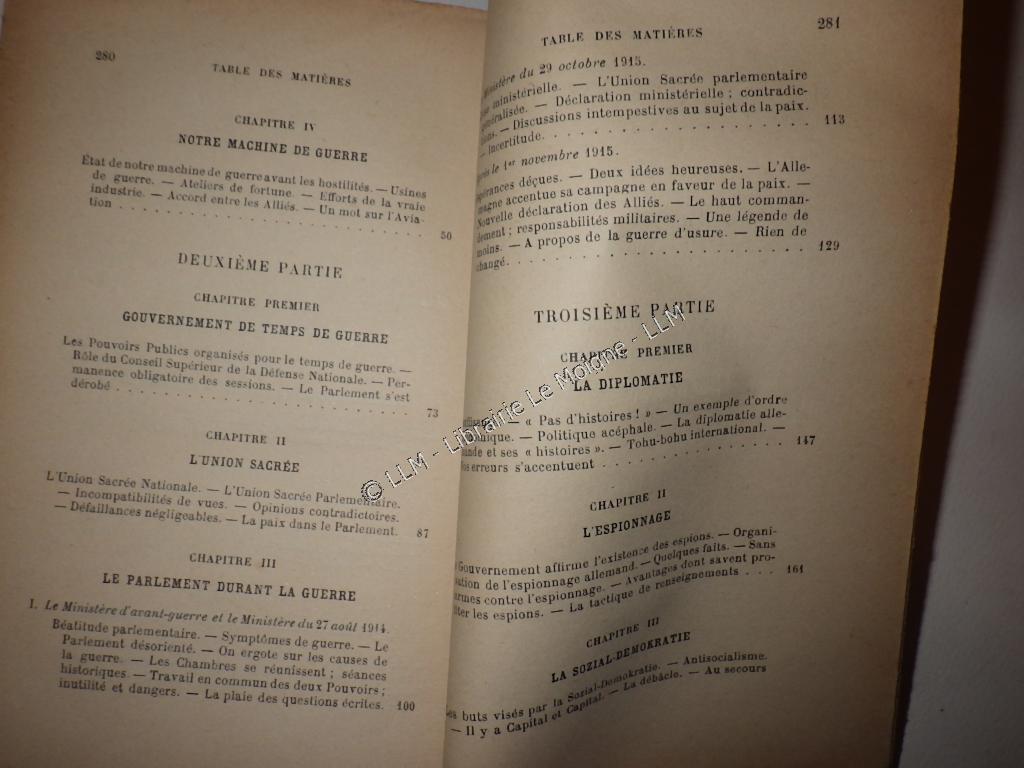 280
TABLE DES MATIÈRES
CHAPITRE IV
NOTRE MACHINE DE GUERRE
État de notre machine de guerre avant les hostilités. — Usines
de guerre. — Ateliers de fortune. — Efforts de la vraie
industrie. — Accord entre les Alliés. — Un mot sur l'Avia-
tion . . . . . . . . . . . . . . . . . . . . 50
DEUXIÈME PARTIE
CHAPITRE PREMIER
GOUVERNEMENT DE TEMPS DE GUERRE
Les Pouvoirs Publics organisés pour le temps de guerre. —
Rôle du Conseil Supérieur de la Défense Nationale. — Per-
manence obligatoire des sessions. — Le Parlement s'est
dérobé . . . . . . . . . . . . . . . . . . . 73
CHAPITRE II
L'UNION SACRÉE
L'Union Sacrée Nationale. — L'Union Sacrée Parlementaire.
— Incompatibilités de vues. — Opinions contradictoires.
— Défaillances négligeables. — La paix dans le Parlement. 87
CHAPITRE III
LE PARLEMENT DURANT LA GUERRE
I. Le Ministère d'avant-guerre et le Ministère du 27 août 1914.
Béatitude parlementaire. — Symptômes de guerre. — Le
Parlement désorienté. — On ergote sur les causes de
la guerre. — Les Chambres se réunissent ; séances
historiques. — Travail en commun des deux Pouvoirs ;
inutilité et dangers. — La plaie des questions écrites. 100
281
TABLE DES MATIÈRES
du 29 octobre 1915.
ministérielle. — L'Union Sacrée parlementaire
— Déclaration ministérielle ; contradic-
— Discussions intempestives au sujet de la paix.
— Incertitude. . . . . . . . . . . . . . . . . . 113
le 1er novembre 1915.
déçues. — Deux idées heureuses. — L'Alle-
magne accentue sa campagne en faveur de la paix. —
Nouvelle déclaration des Alliés. — Le haut comman-
dement ; responsabilités militaires. — Une légende de
moins. — A propos de la guerre d'usure. — Rien de
changé. . . . . . . . . . . . . . . . . . . . 129
TROISIÈME PARTIE
CHAPITRE PREMIER
LA DIPLOMATIE
— « Pas d'histoires ! » — Un exemple d'ordre
— Politique acéphale. — La diplomatie alle-
mande et ses « histoires ». — Tohu-bohu international. —
erreurs s'accentuent . . . . . . . . . . . . . 147
CHAPITRE II
L'ESPIONNAGE
Gouvernement affirme l'existence des espions. — Organi-
sation de l'espionnage allemand. — Quelques faits. — Sans
armes contre l'espionnage. — Avantages dont savent pro-
fiter les espions. — La tactique de renseignements . . . 161
CHAPITRE III
LA SOZIAL-DEMOKRATIE
Les buts visés par la Sozial-Demokratie. — Antisocialisme.
— Il y a Capital et Capital. — La débâcle. — Au secours
© LLM - Librairie Le Moigne - LLM